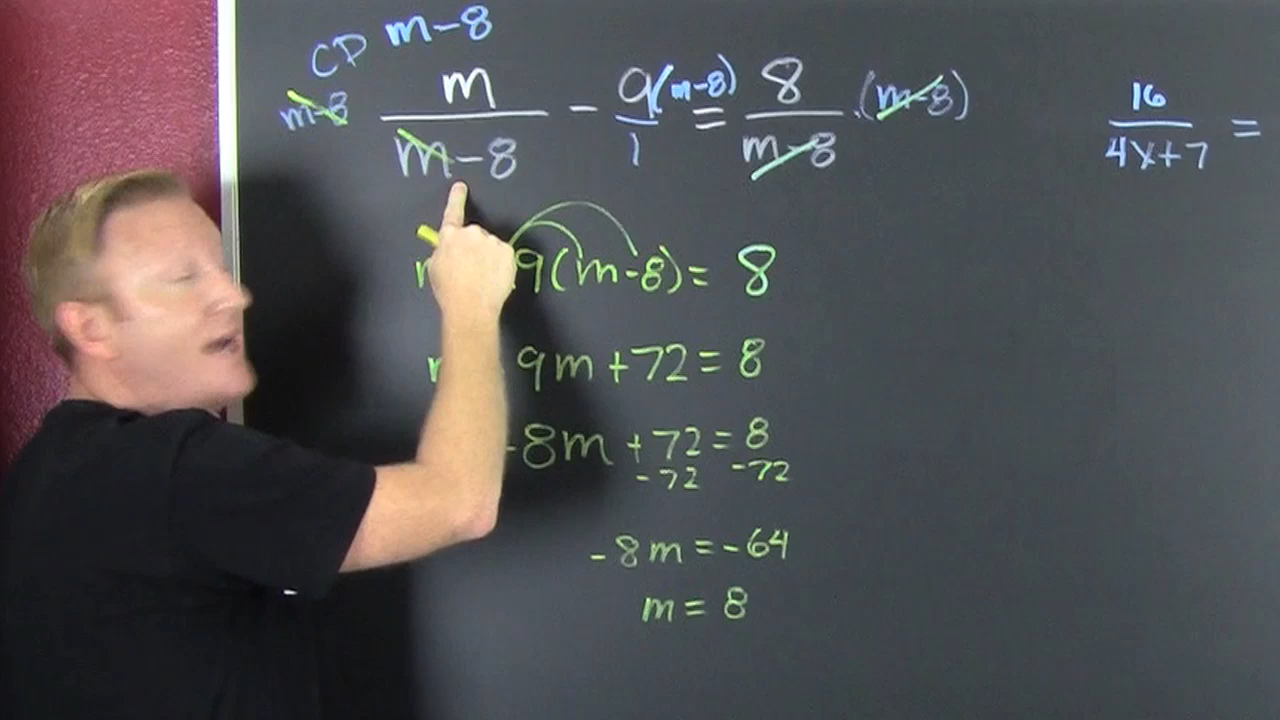 CD m-8
m-8 m/m-8 - 9(m-8)/1 = 8/m-8 · (m-8)
9(m-8) = 8
9m + 72 = 8
-8m + 72 = 8
-72 -72
-8m = -64
m = 8
16/4x+7 =